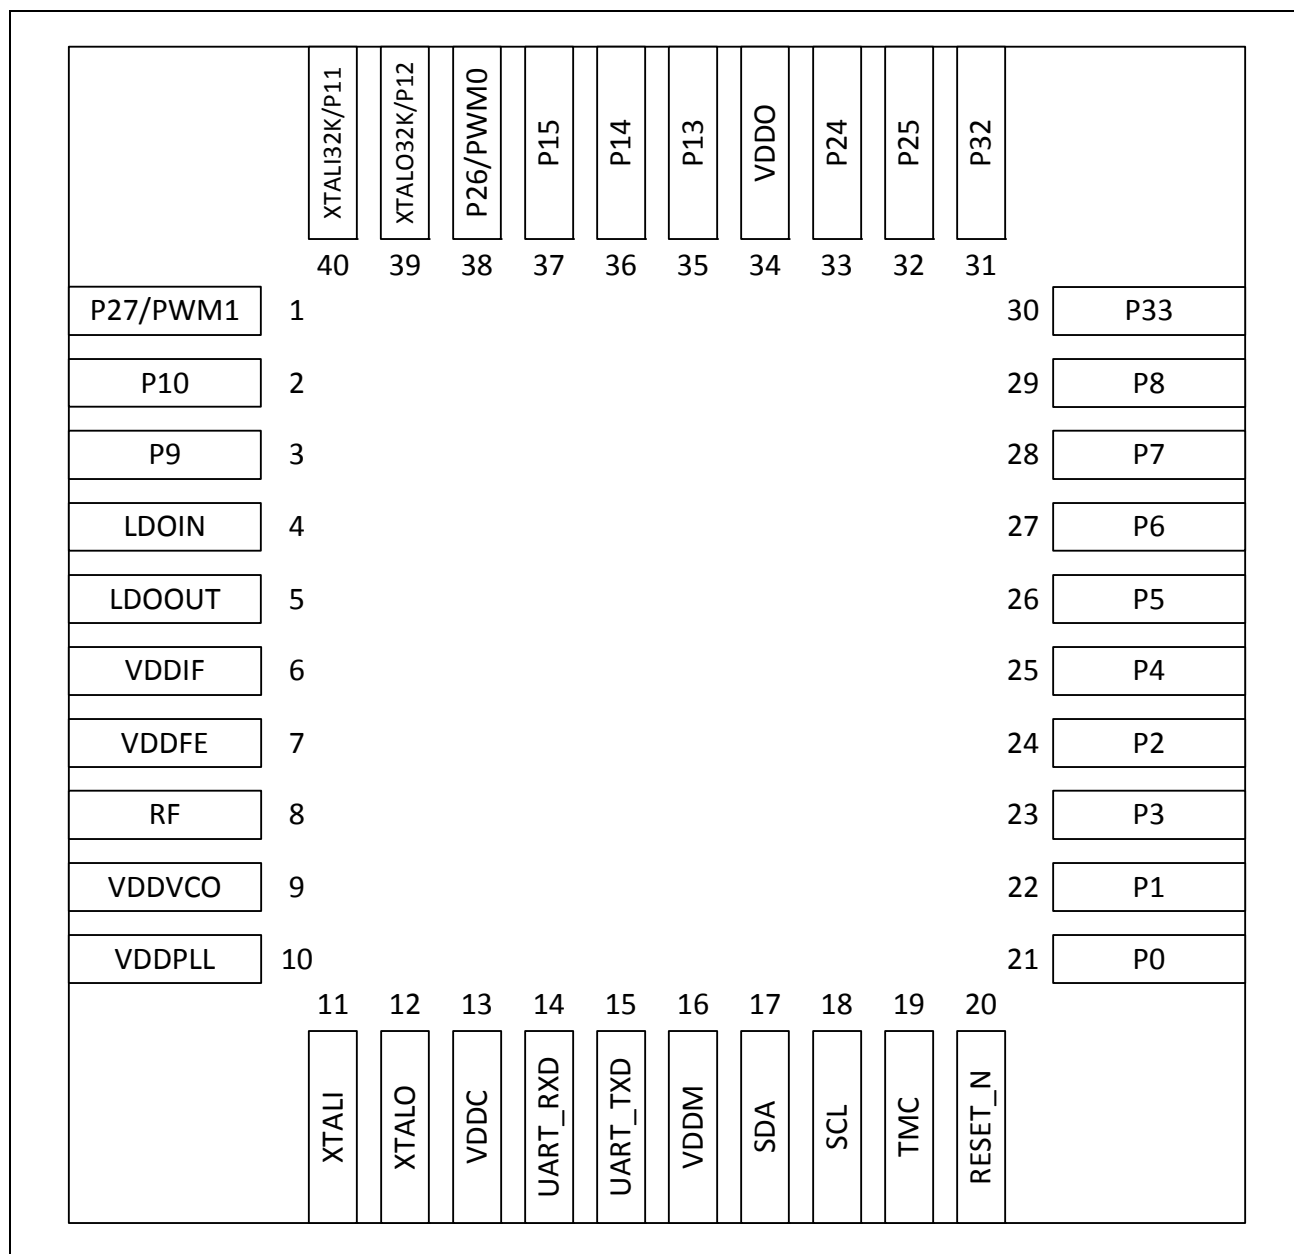 XTALI32K/P11 XTALO32K/P12 P26/PWM0 P15 P14 P13 VDDO P24 P25 P32
40 39 38 37 36 35 34 33 32 31
P27/PWM1 1 30 P33
P10 2 29 P8
P9 3 28 P7
LDOIN 4 27 P6
LDOOUT 5 26 P5
VDDIF 6 25 P4
VDDFE 7 24 P2
RF 8 23 P3
VDDVCO 9 22 P1
VDDPLL 10 21 P0
11 12 13 14 15 16 17 18 19 20
XTALI XTALO VDDC UART_RXD UART_TXD VDDM SDA SCL TMC RESET_N